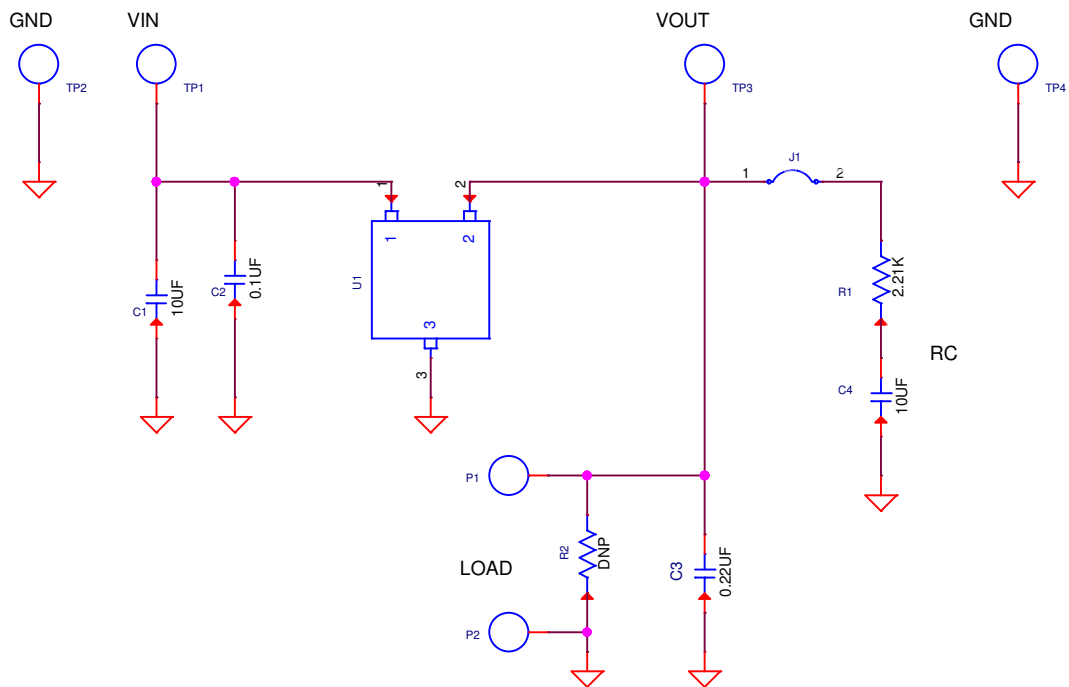 GND
VIN
VOUT
GND
TP2
TP1
TP3
TP4
J1
1
2
1
2
1
2
U1
3
3
C1
10UF
C2
0.1UF
R1
2.21K
RC
C4
10UF
P1
R2
DNP
C3
0.22UF
LOAD
P2